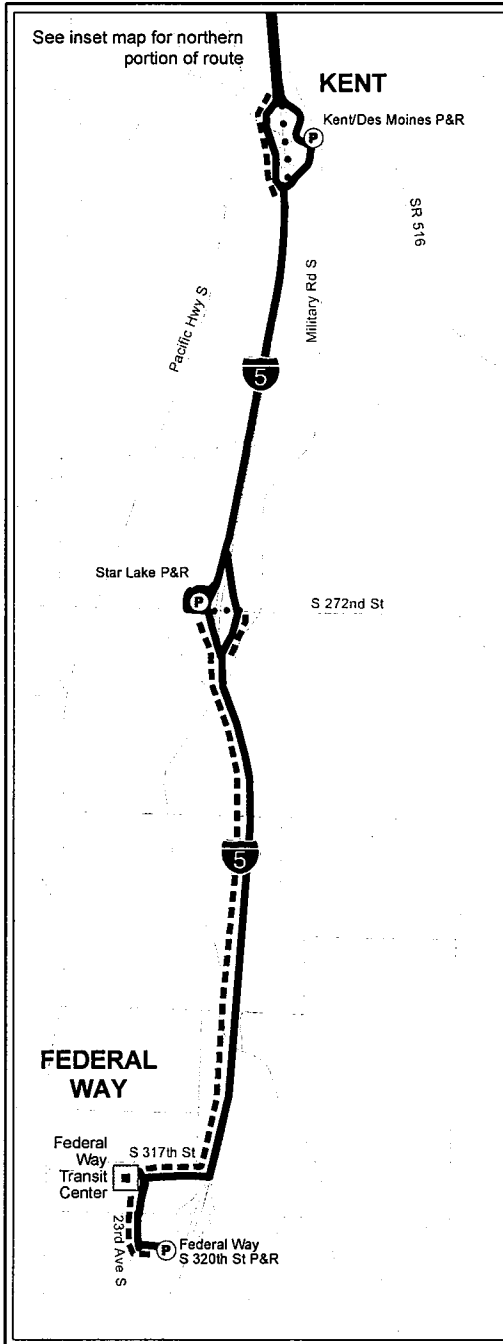 See inset map for northern
portion of route
KENT
Kent/Des Moines P&R
P
SR 516
Military Rd S
Pacific Hwy S
5
Star Lake P&R
P
S 272nd St
5
FEDERAL
WAY
Federal
Way
Transit
Center
S 317th St
23rd Ave S
P
Federal Way
S 320th St P&R